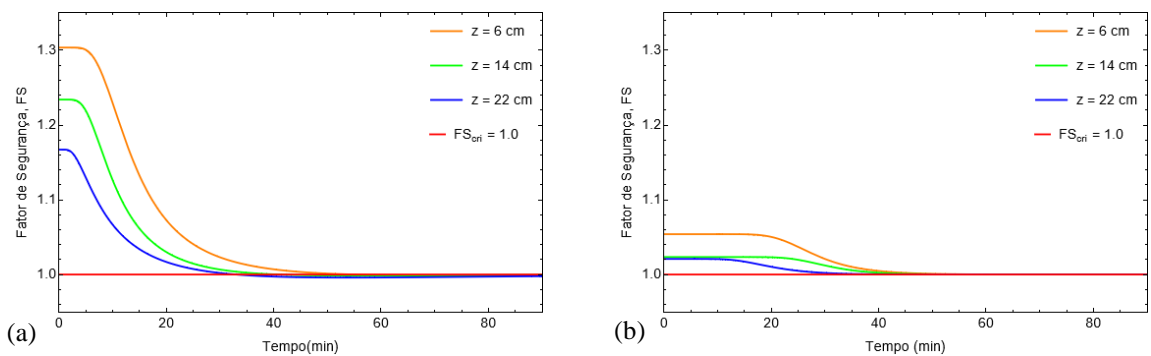 z = 6 cm
z = 14 cm
z = 22 cm
FScri = 1.0
Fator de Segurança, FS
1.3
1.2
1.1
1.0
0 20 40 60 80
Tempo(min)
(a)
z = 6 cm
z = 14 cm
z = 22 cm
FScri = 1.0
Fator de Segurança, FS
1.3
1.2
1.1
1.0
0 20 40 60 80
Tempo (min)
(b)